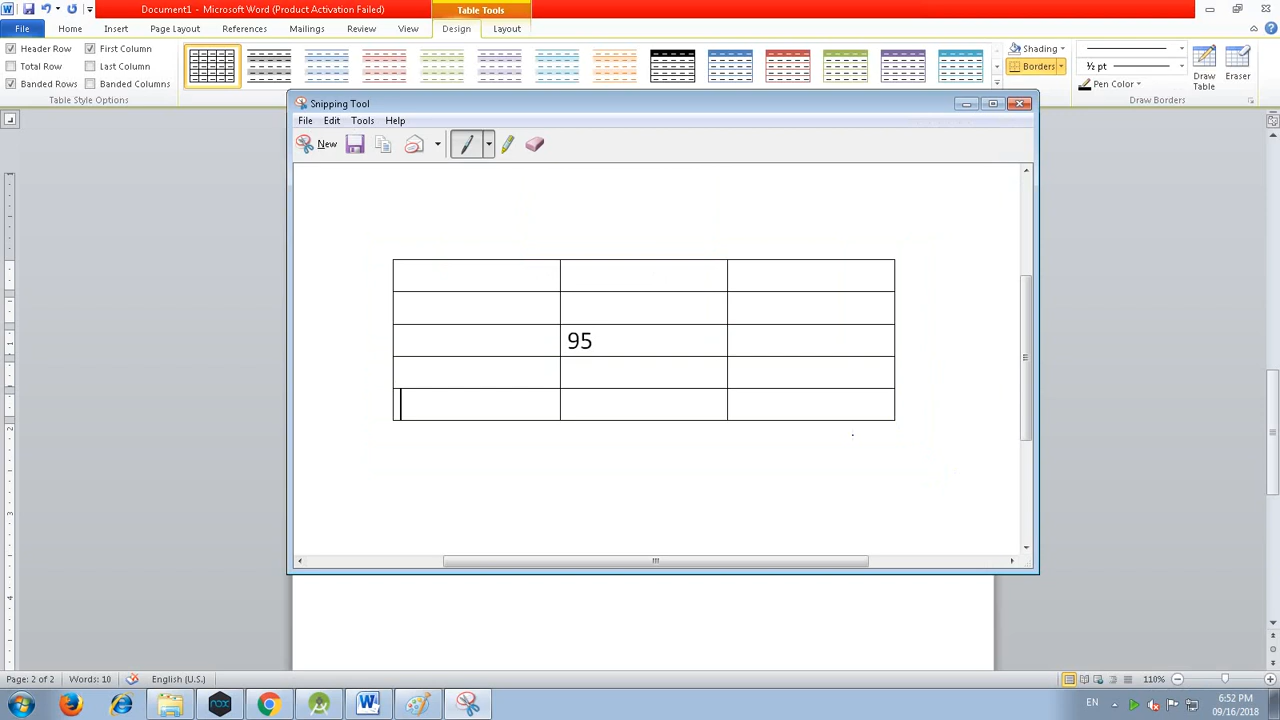 Document1 - Microsoft Word (Product Activation Failed)
Table Tools
File Home Insert Page Layout References Mailings Review View Design Layout
Header Row First Column
Total Row Last Column
Banded Rows Banded Columns
Table Style Options
Shading
Borders
½ pt
Pen Color
Draw Table
Eraser
Draw Borders
Snipping Tool
File Edit Tools Help
New
95
Page: 2 of 2 Words: 10 English (U.S.) 110%
nox
EN
6:52 PM
09/16/2018